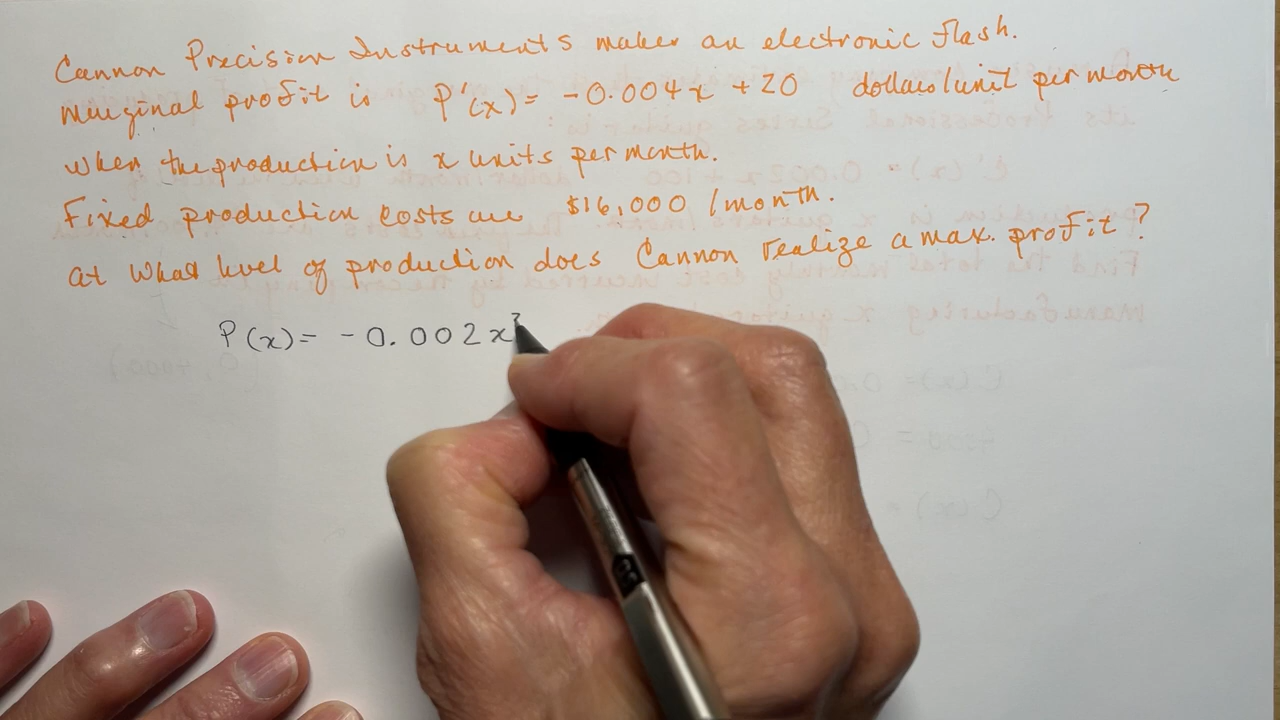 Cannon Precision Instruments makes an electronic flash.
Marginal profit is P'(x) = -0.004x + 20 dollars/unit per month
when the production is x units per month.
Fixed production costs are $16,000 /month.
at what level of production does Cannon realize a max. profit?
P(x) = -0.002x²